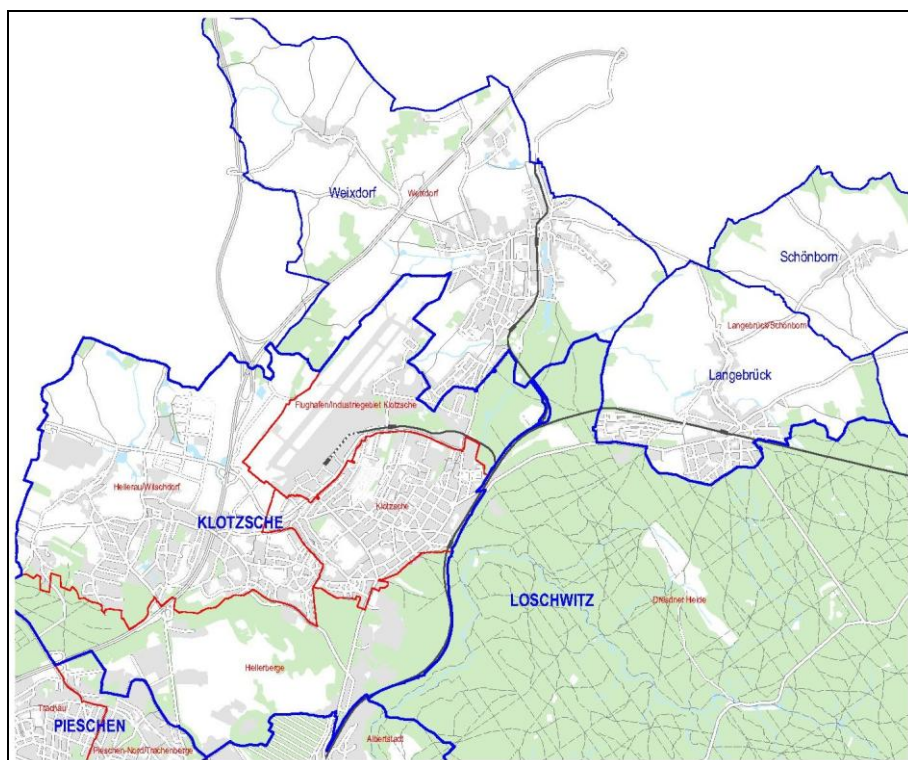 Weixdorf
Weixdorf
Schönborn
Langebrück/Schönborn
Langebrück
Flughafen/Industriegebiet Klotzsche
Hellerau/Wilschdorf
Klotzsche
KLOTZSCHE
LOSCHWITZ
Dresdner Heide
Hellerberge
Trachau
PIESCHEN
Albertstadt
Pieschen-Nord/Trachenberge